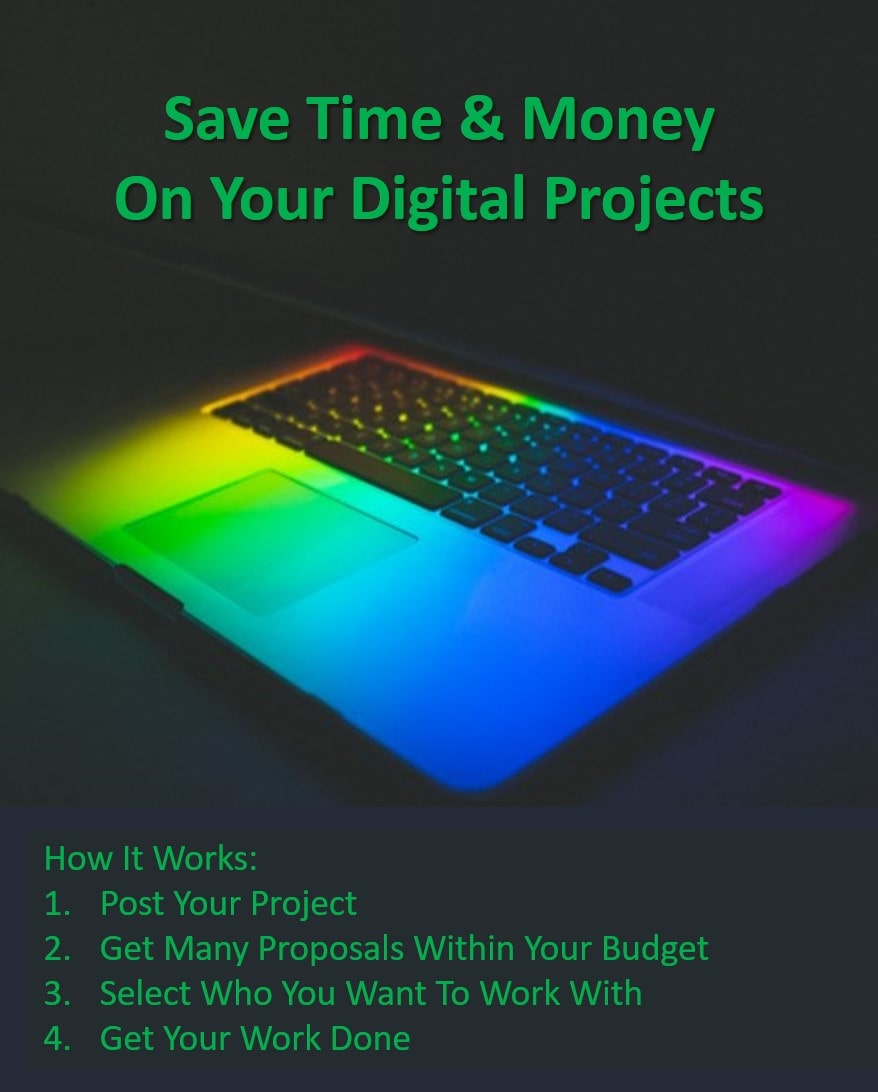 Save Time & Money
On Your Digital Projects
How It Works:
1. Post Your Project
2. Get Many Proposals Within Your Budget
3. Select Who You Want To Work With
4. Get Your Work Done